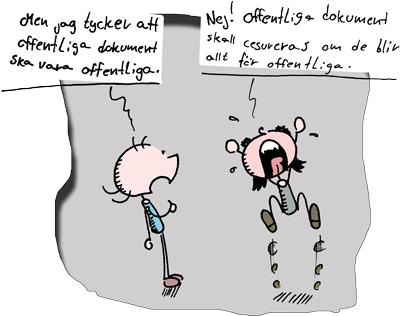 Men jag tycker att
offentliga dokument
ska vara offentliga.
Nej! Offentliga dokument
skall cesureras om de blir
allt för offentliga.